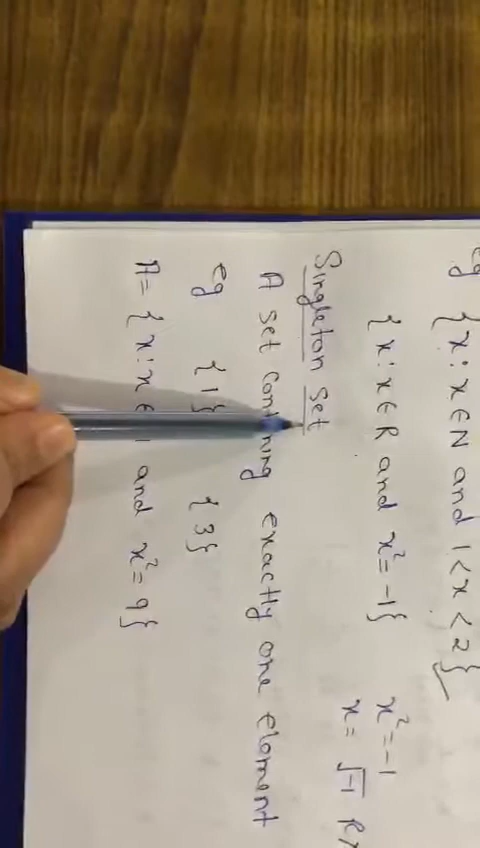 eg {x : x ∈ N and 1 < x < 2}
{x : x ∈ R and x² = -1} x² = -1
x = √-1
Singleton Set
A set exactly one element
eg {1} {3}
A = {x : x ∈ and x² = 9}